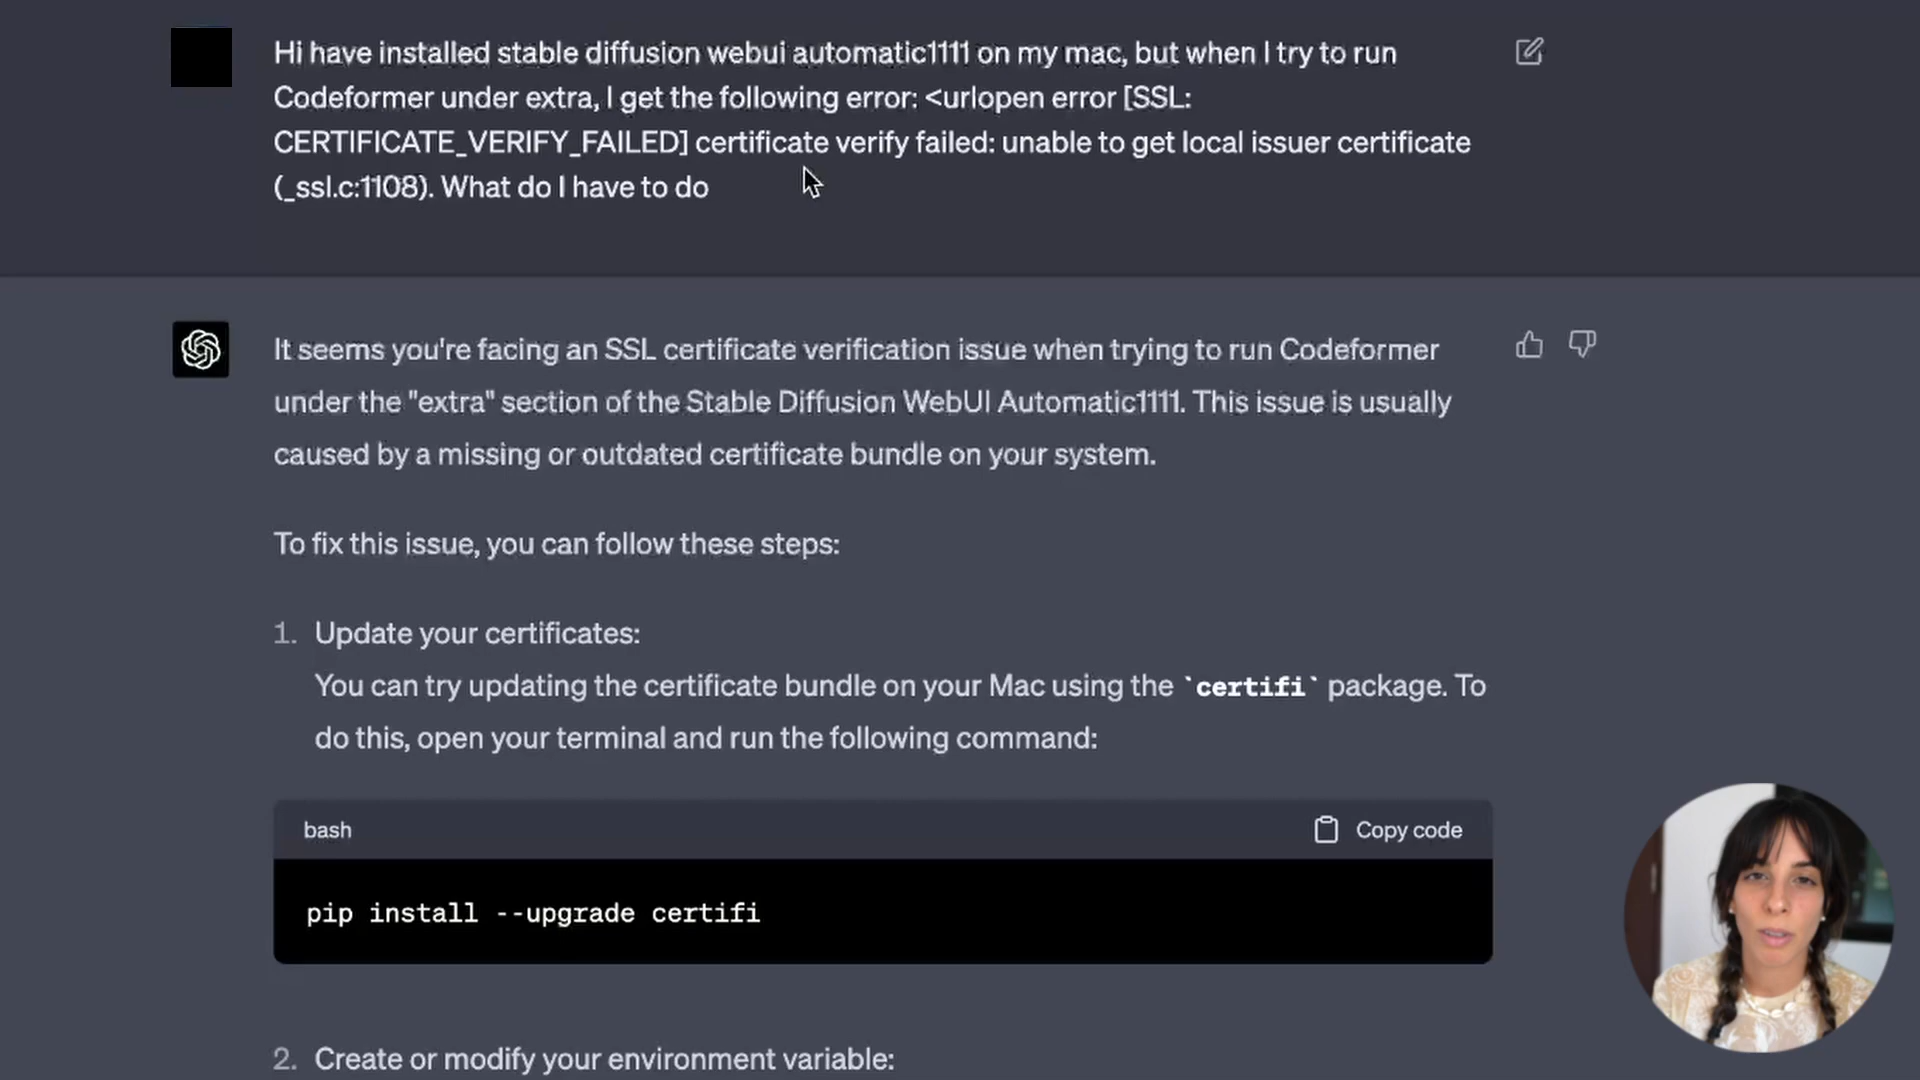 Hi have installed stable diffusion webui automatic1111 on my mac, but when I try to run
Codeformer under extra, I get the following error: <urlopen error [SSL:
CERTIFICATE_VERIFY_FAILED] certificate verify failed: unable to get local issuer certificate
(_ssl.c:1108). What do I have to do
It seems you're facing an SSL certificate verification issue when trying to run Codeformer
under the "extra" section of the Stable Diffusion WebUI Automatic1111. This issue is usually
caused by a missing or outdated certificate bundle on your system.
To fix this issue, you can follow these steps:
1. Update your certificates:
You can try updating the certificate bundle on your Mac using the `certifi` package. To
do this, open your terminal and run the following command:
bash Copy code
pip install --upgrade certifi
2. Create or modify your environment variable: